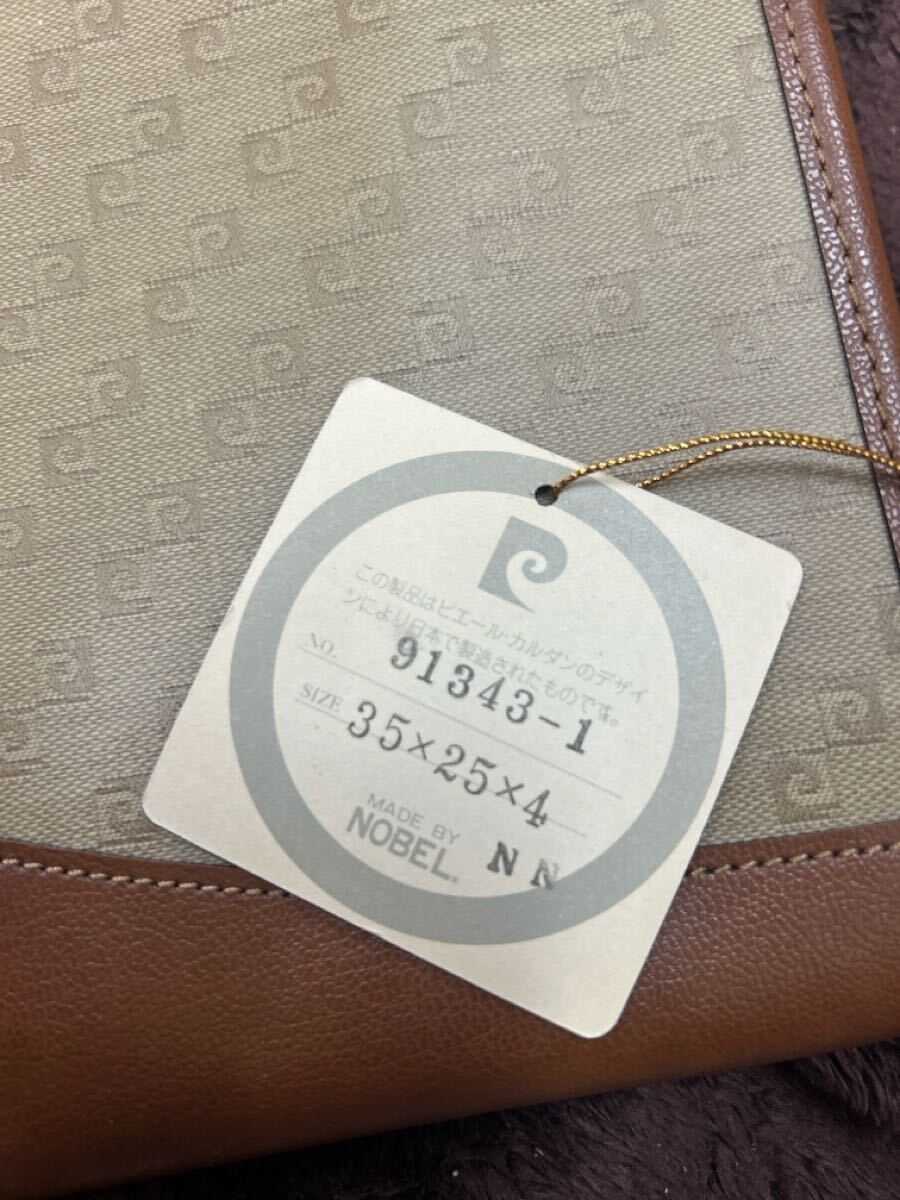 この製品はピエール・カルダンのデザイ
ンにより日本で製造されたものです。
NO. 91343-1
SIZE 35×25×4
MADE BY
NOBEL. N N